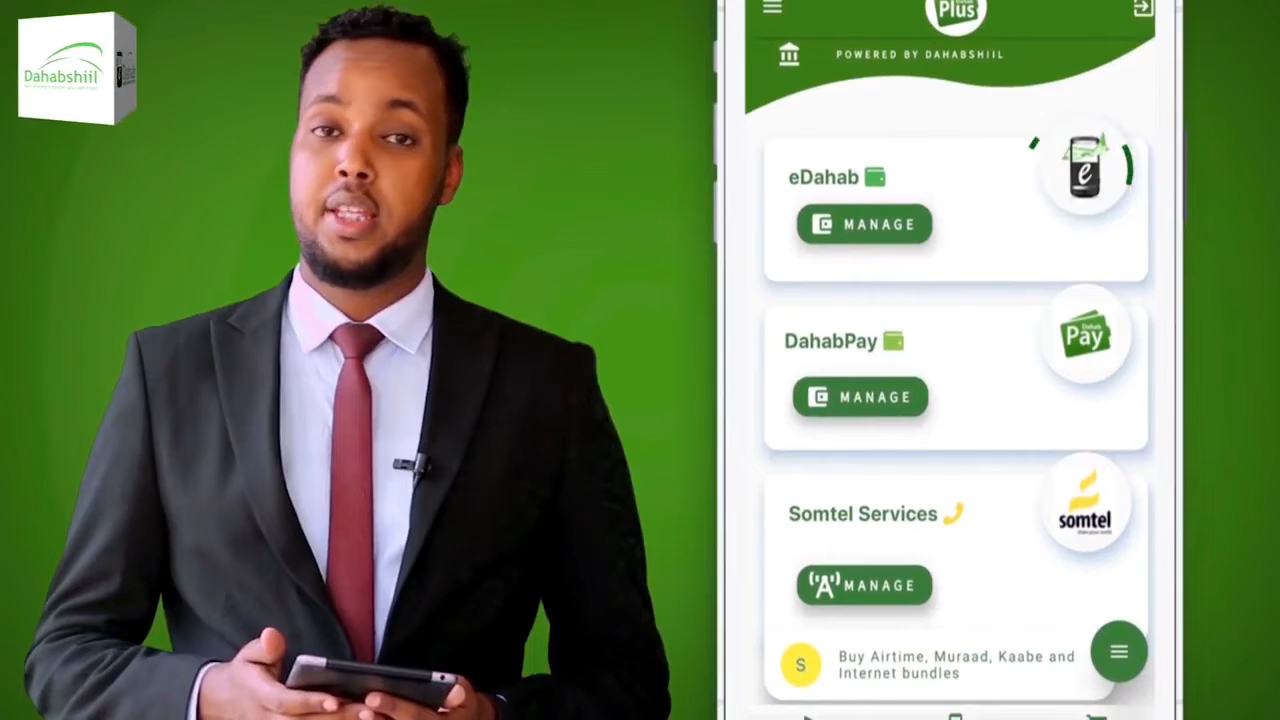 Dahabshiil
Plus
POWERED BY DAHABSHIIL
eDahab
e
MANAGE
DahabPay
Dahab
Pay
MANAGE
Somtel Services
somtel
MANAGE
S
Buy Airtime, Muraad, Kaabe and
Internet bundles